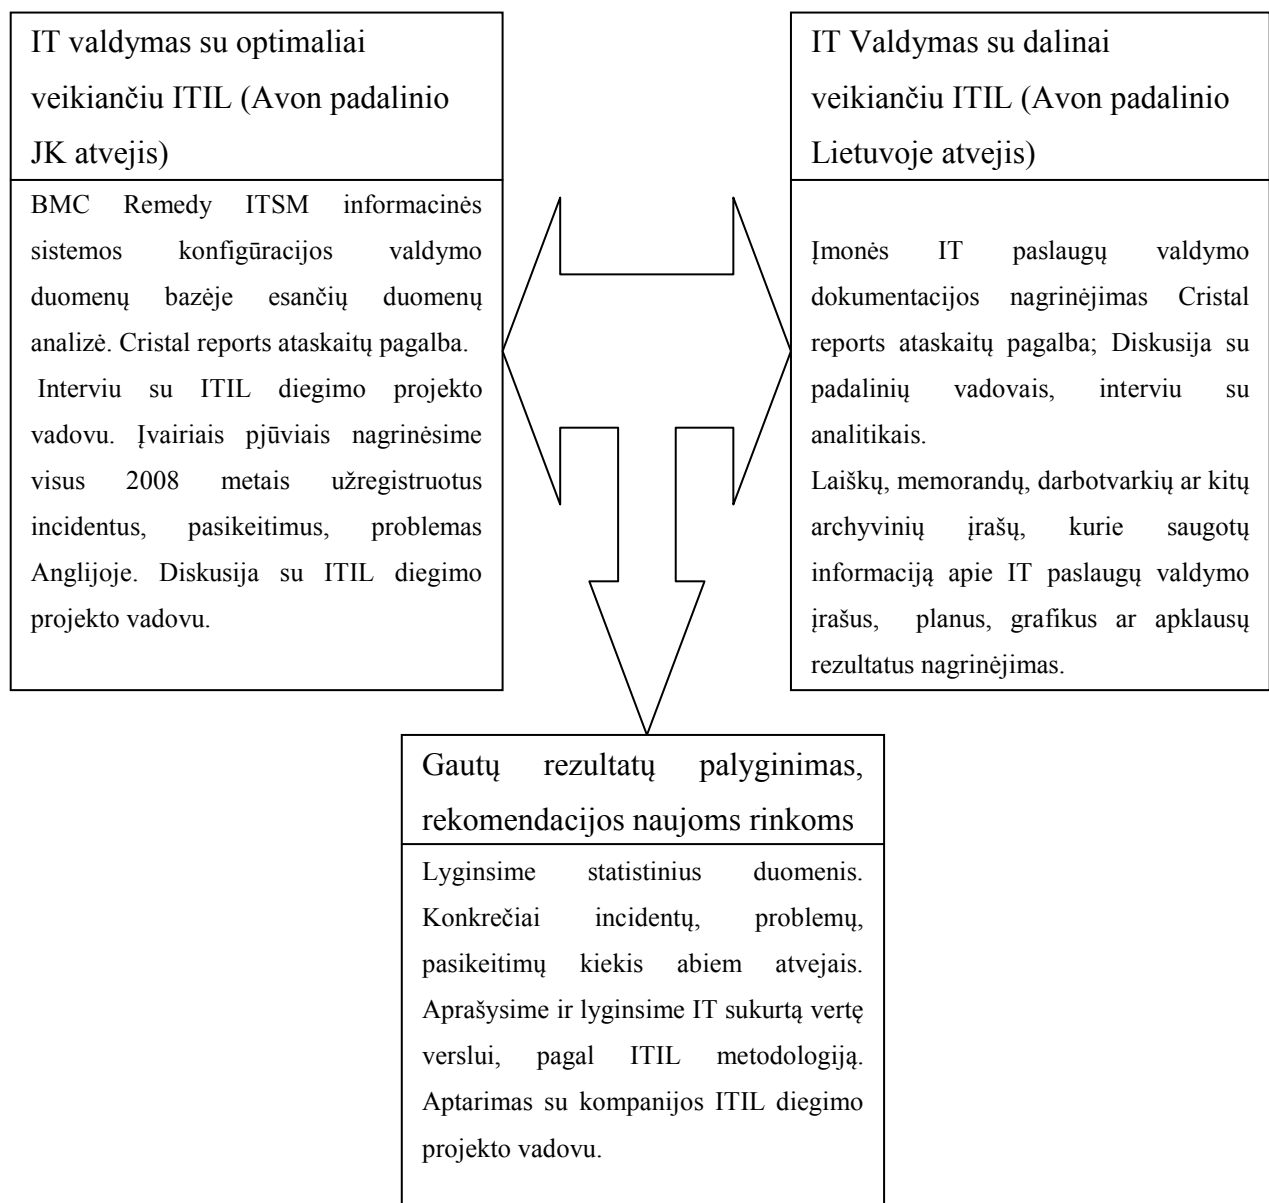 IT valdymas su optimaliai
veikiančiu ITIL (Avon padalinio
JK atvejis)
BMC Remedy ITSM informacinės
sistemos konfigūracijos valdymo
duomenų bazėje esančių duomenų
analizė. Cristal reports ataskaitų pagalba.
Interviu su ITIL diegimo projekto
vadovu. Įvairiais pjūviais nagrinėsime
visus 2008 metais užregistruotus
incidentus, pasikeitimus, problemas
Anglijoje. Diskusija su ITIL diegimo
projekto vadovu.
IT Valdymas su dalinai
veikiančiu ITIL (Avon padalinio
Lietuvoje atvejis)
Įmonės IT paslaugų valdymo
dokumentacijos nagrinėjimas Cristal
reports ataskaitų pagalba; Diskusija su
padalinių vadovais, interviu su
analitikais.
Laiškų, memorandų, darbotvarkių ar kitų
archyvinių įrašų, kurie saugotų
informaciją apie IT paslaugų valdymo
įrašus, planus, grafikus ar apklausų
rezultatus nagrinėjimas.
Gautų rezultatų palyginimas,
rekomendacijos naujoms rinkoms
Lyginsime statistinius duomenis.
Konkrečiai incidentų, problemų,
pasikeitimų kiekis abiem atvejais.
Aprašysime ir lyginsime IT sukurtą vertę
verslui, pagal ITIL metodologiją.
Aptarimas su kompanijos ITIL diegimo
projekto vadovu.